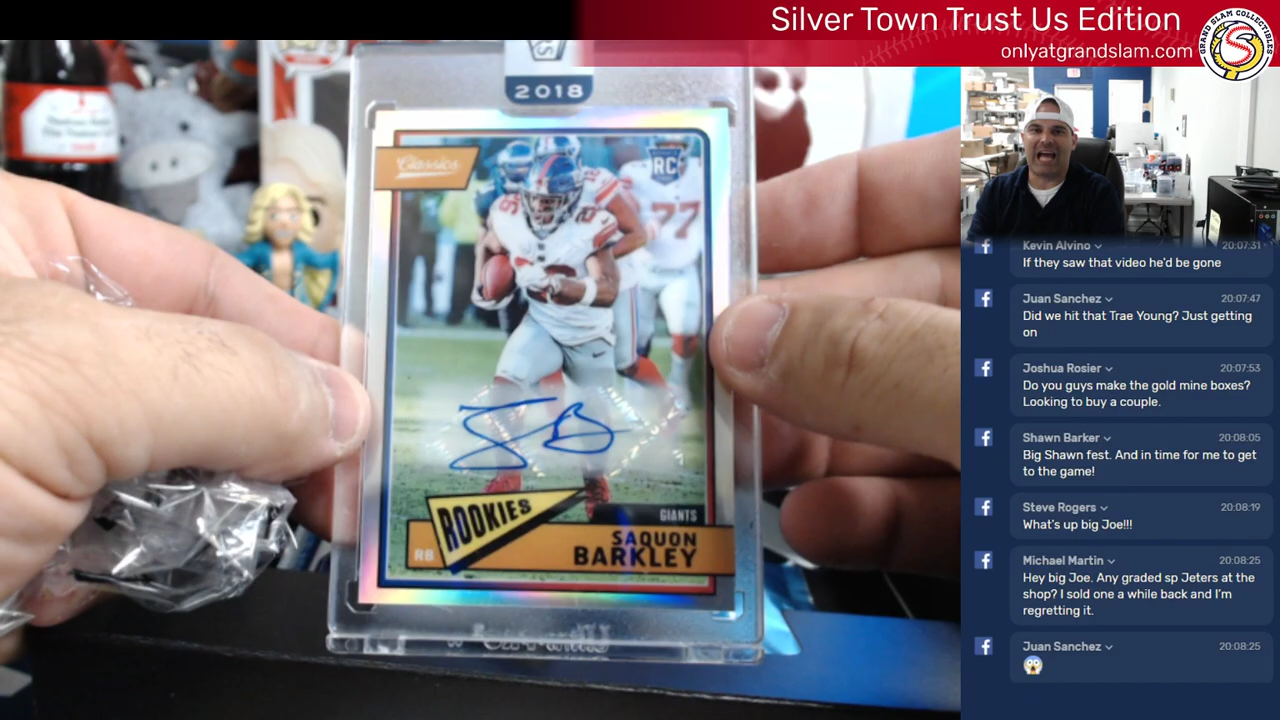 Silver Town Trust Us Edition
onlyatgrandslam.com
GRAND SLAM COLLECTIBLES
2018
Classics
RC
26
77
ROOKIES
GIANTS
RB
SAQUON
BARKLEY
Kevin Alvino
20:07:31
If they saw that video he'd be gone
Juan Sanchez
20:07:47
Did we hit that Trae Young? Just getting
on
Joshua Rosier
20:07:53
Do you guys make the gold mine boxes?
Looking to buy a couple.
Shawn Barker
20:08:05
Big Shawn fest. And in time for me to get
to the game!
Steve Rogers
20:08:19
What's up big Joe!!!
Michael Martin
20:08:25
Hey big Joe. Any graded sp Jeters at the
shop? I sold one a while back and I'm
regretting it.
Juan Sanchez
20:08:25
😱